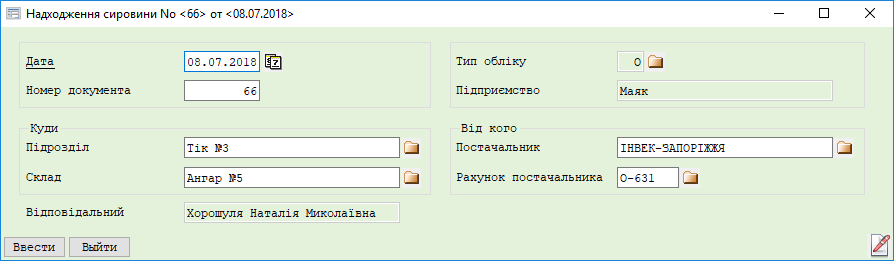 Надходження сировини No <66> от <08.07.2018>
Дата 08.07.2018 Тип обліку 0
Номер документа 66 Підприємство Маяк
Куди Від кого
Підрозділ Тік №3 Постачальник ІНВЕК-ЗАПОРІЖЖЯ
Склад Ангар №5 Рахунок постачальника О-631
Відповідальний Хорошуля Наталія Миколаївна
Ввести Выйти